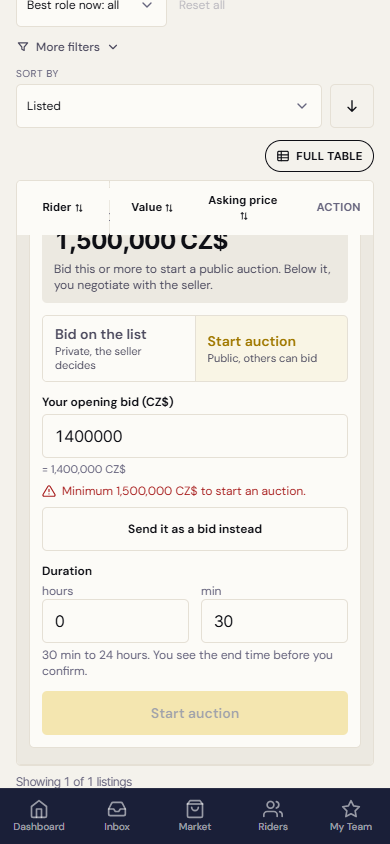 Best role now: all
Reset all
More filters
SORT BY
Listed
FULL TABLE
Rider
Value
Asking price
ACTION
1,500,000 CZ$
Bid this or more to start a public auction. Below it,
you negotiate with the seller.
Bid on the list
Private, the seller
decides
Start auction
Public, others can bid
Your opening bid (CZ$)
1400000
= 1,400,000 CZ$
Minimum 1,500,000 CZ$ to start an auction.
Send it as a bid instead
Duration
hours
min
0
30
30 min to 24 hours. You see the end time before you
confirm.
Start auction
Showing 1 of 1 listings
Dashboard
Inbox
Market
Riders
My Team